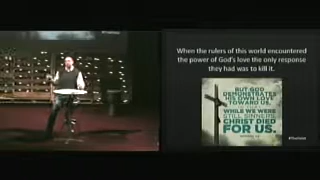 When the rulers of this world encountered
the power of God's love the only response
they had was to kill it.
BUT GOD
DEMONSTRATES
HIS OWN LOVE
TOWARD US,
WHILE WE WERE
STILL SINNERS,
CHRIST DIED
FOR US.